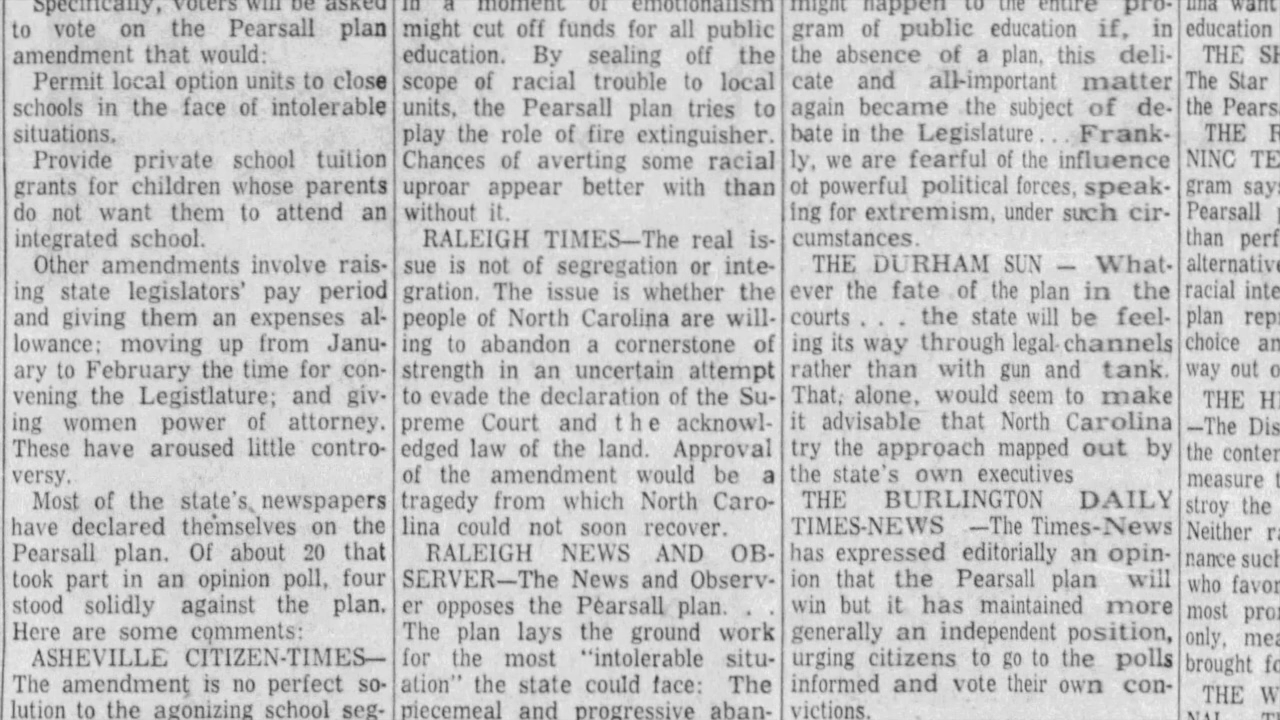 Specifically, voters will be asked
to vote on the Pearsall plan
amendment that would:
Permit local option units to close
schools in the face of intolerable
situations.
Provide private school tuition
grants for children whose parents
do not want them to attend an
integrated school.
Other amendments involve rais-
ing state legislators' pay period
and giving them an expenses al-
lowance; moving up from Janu-
ary to February the time for con-
vening the Legistlature; and giv-
ing women power of attorney.
These have aroused little contro-
versy.
Most of the state's newspapers
have declared themselves on the
Pearsall plan. Of about 20 that
took part in an opinion poll, four
stood solidly against the plan.
Here are some comments:
ASHEVILLE CITIZEN-TIMES—
The amendment is no perfect so-
lution to the agonizing school seg-
in a moment of emotionalism
might cut off funds for all public
education. By sealing off the
scope of racial trouble to local
units, the Pearsall plan tries to
play the role of fire extinguisher.
Chances of averting some racial
uproar appear better with than
without it.
RALEIGH TIMES—The real is-
sue is not of segregation or inte-
gration. The issue is whether the
people of North Carolina are will-
ing to abandon a cornerstone of
strength in an uncertain attempt
to evade the declaration of the Su-
preme Court and the acknowl-
edged law of the land. Approval
of the amendment would be a
tragedy from which North Caro-
lina could not soon recover.
RALEIGH NEWS AND OB-
SERVER—The News and Observ-
er opposes the Pearsall plan. . .
The plan lays the ground work
for the most "intolerable situ-
ation" the state could face: The
piecemeal and progressive aban-
might happen to the entire pro-
gram of public education if, in
the absence of a plan, this deli-
cate and all-important matter
again became the subject of de-
bate in the Legislature . . . Frank-
ly, we are fearful of the influence
of powerful political forces, speak-
ing for extremism, under such cir-
cumstances.
THE DURHAM SUN — What-
ever the fate of the plan in the
courts . . . the state will be feel-
ing its way through legal channels
rather than with gun and tank.
That, alone, would seem to make
it advisable that North Carolina
try the approach mapped out by
the state's own executives
THE BURLINGTON DAILY
TIMES-NEWS —The Times-News
has expressed editorially an opin-
ion that the Pearsall plan will
win but it has maintained more
generally an independent position,
urging citizens to go to the polls
informed and vote their own con-
victions.
lina want
education
THE
The Star
the Pears
THE
NINC TE
gram say
Pearsall
than perf
alternative
racial inte
plan repr
choice an
way out o
THE HI
—The Dis
the conten
measure t
stroy the
Neither ra
nance such
who favor
most pro
only, mea
brought fo
THE W